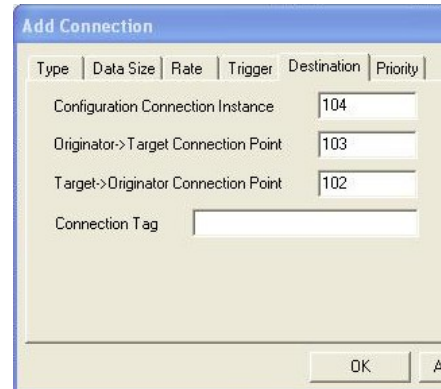 Add Connection
Type Data Size Rate Trigger Destination Priority
Configuration Connection Instance 104
Originator->Target Connection Point 103
Target->Originator Connection Point 102
Connection Tag
OK